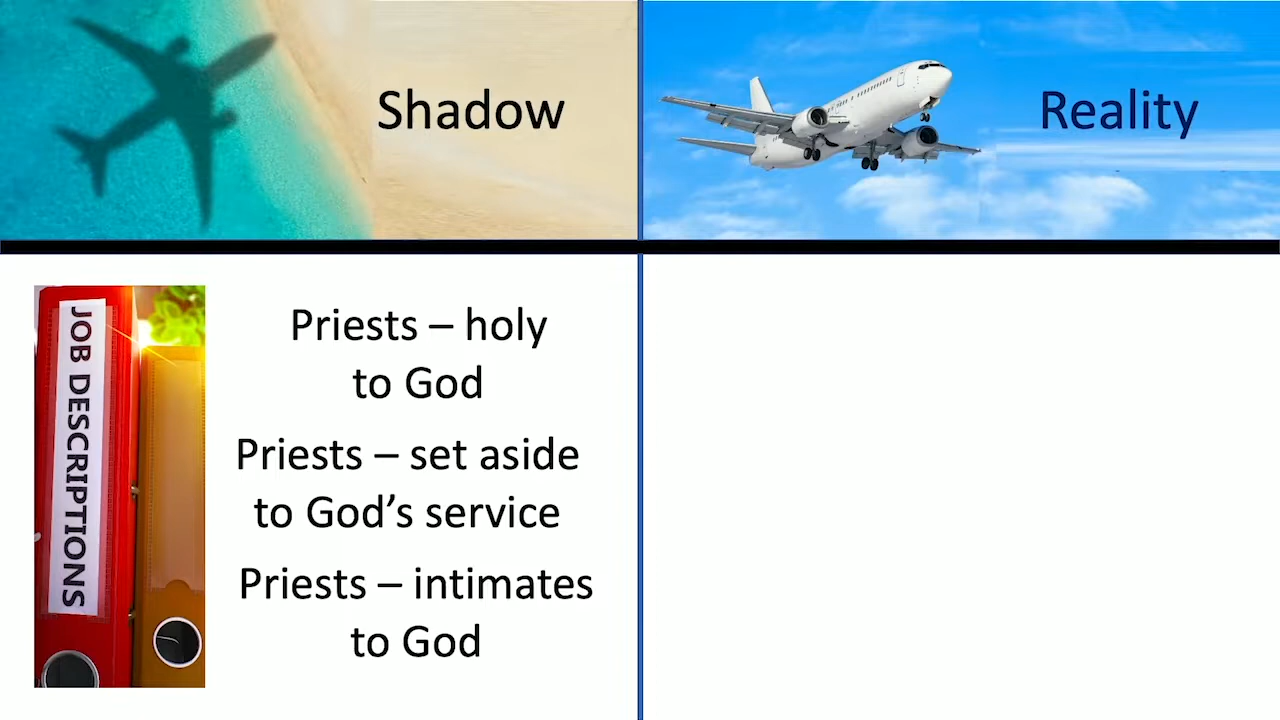 Shadow
Reality
JOB DESCRIPTIONS
Priests – holy
to God
Priests – set aside
to God’s service
Priests – intimates
to God